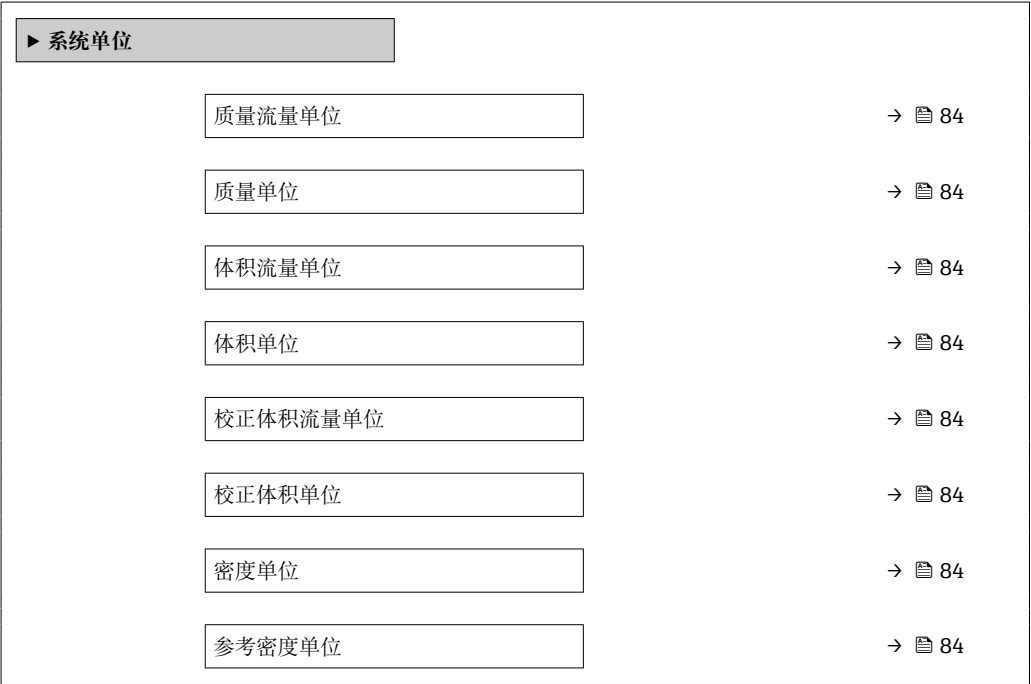 ▶ 系统单位
质量流量单位 → 🖹 84
质量单位 → 🖹 84
体积流量单位 → 🖹 84
体积单位 → 🖹 84
校正体积流量单位 → 🖹 84
校正体积单位 → 🖹 84
密度单位 → 🖹 84
参考密度单位 → 🖹 84